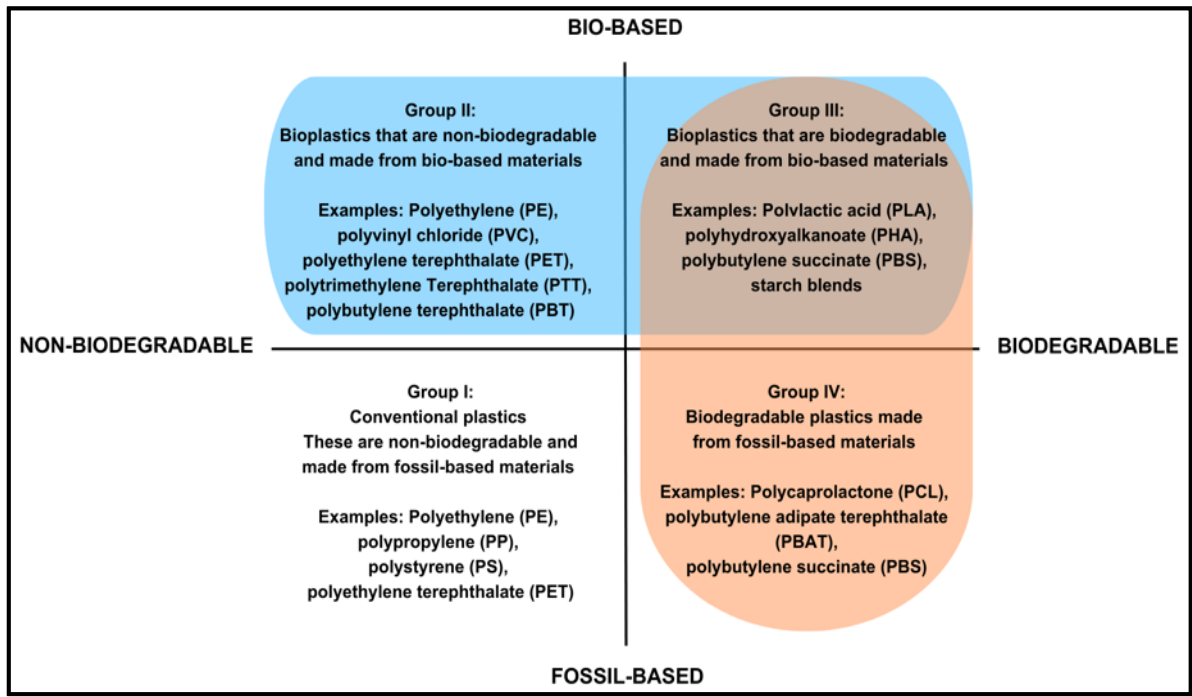 BIO-BASED
Group II:
Bioplastics that are non-biodegradable
and made from bio-based materials
Examples: Polyethylene (PE),
polyvinyl chloride (PVC),
polyethylene terephthalate (PET),
polytrimethylene Terephthalate (PTT),
polybutylene terephthalate (PBT)
Group III:
Bioplastics that are biodegradable
and made from bio-based materials
Examples: Polvlactic acid (PLA),
polyhydroxyalkanoate (PHA),
polybutylene succinate (PBS),
starch blends
NON-BIODEGRADABLE
BIODEGRADABLE
Group I:
Conventional plastics
These are non-biodegradable and
made from fossil-based materials
Examples: Polyethylene (PE),
polypropylene (PP),
polystyrene (PS),
polyethylene terephthalate (PET)
Group IV:
Biodegradable plastics made
from fossil-based materials
Examples: Polycaprolactone (PCL),
polybutylene adipate terephthalate
(PBAT),
polybutylene succinate (PBS)
FOSSIL-BASED